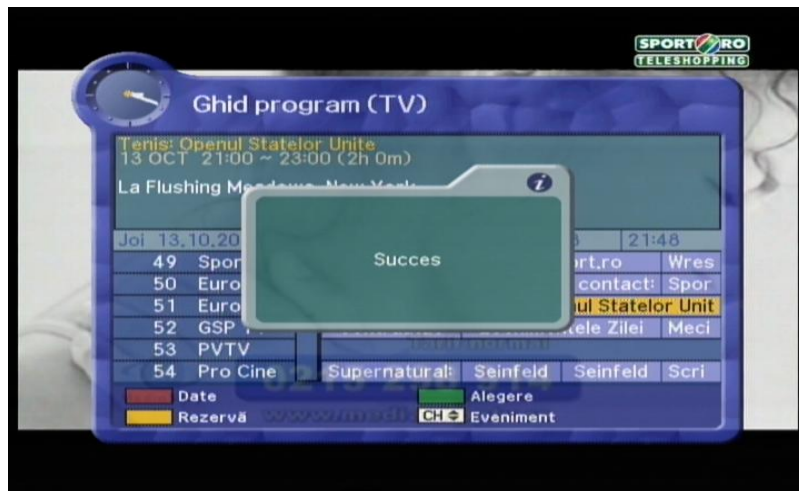 SPORT RO
TELESHOPPING
Ghid program (TV)
Tenis: Openul Statelor Unite
13 OCT 21:00 ~ 23:00 (2h 0m)
La Flushing
Joi 13.10.20 21:48
49 Spor rt.ro Wres
50 Euro contact: Spor
51 Euro ul Statelor Unit
52 GSP tele Zilei Meci
53 PVTV
54 Pro Cine Supernatural: Seinfeld Seinfeld Scri
Succes
Date Alegere
Rezervă CH Eveniment